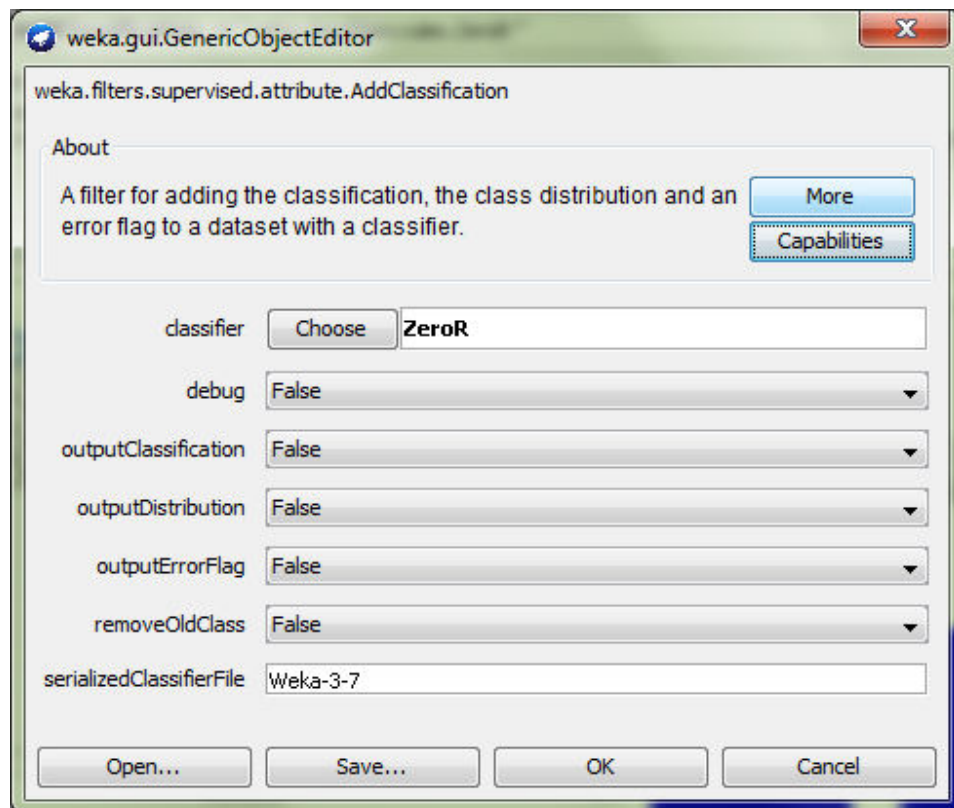 weka.gui.GenericObjectEditor
X
weka.filters.supervised.attribute.AddClassification
About
A filter for adding the classification, the class distribution and an
error flag to a dataset with a classifier.
More
Capabilities
classifier Choose ZeroR
debug False
outputClassification False
outputDistribution False
outputErrorFlag False
removeOldClass False
serializedClassifierFile Weka-3-7
Open... Save... OK Cancel